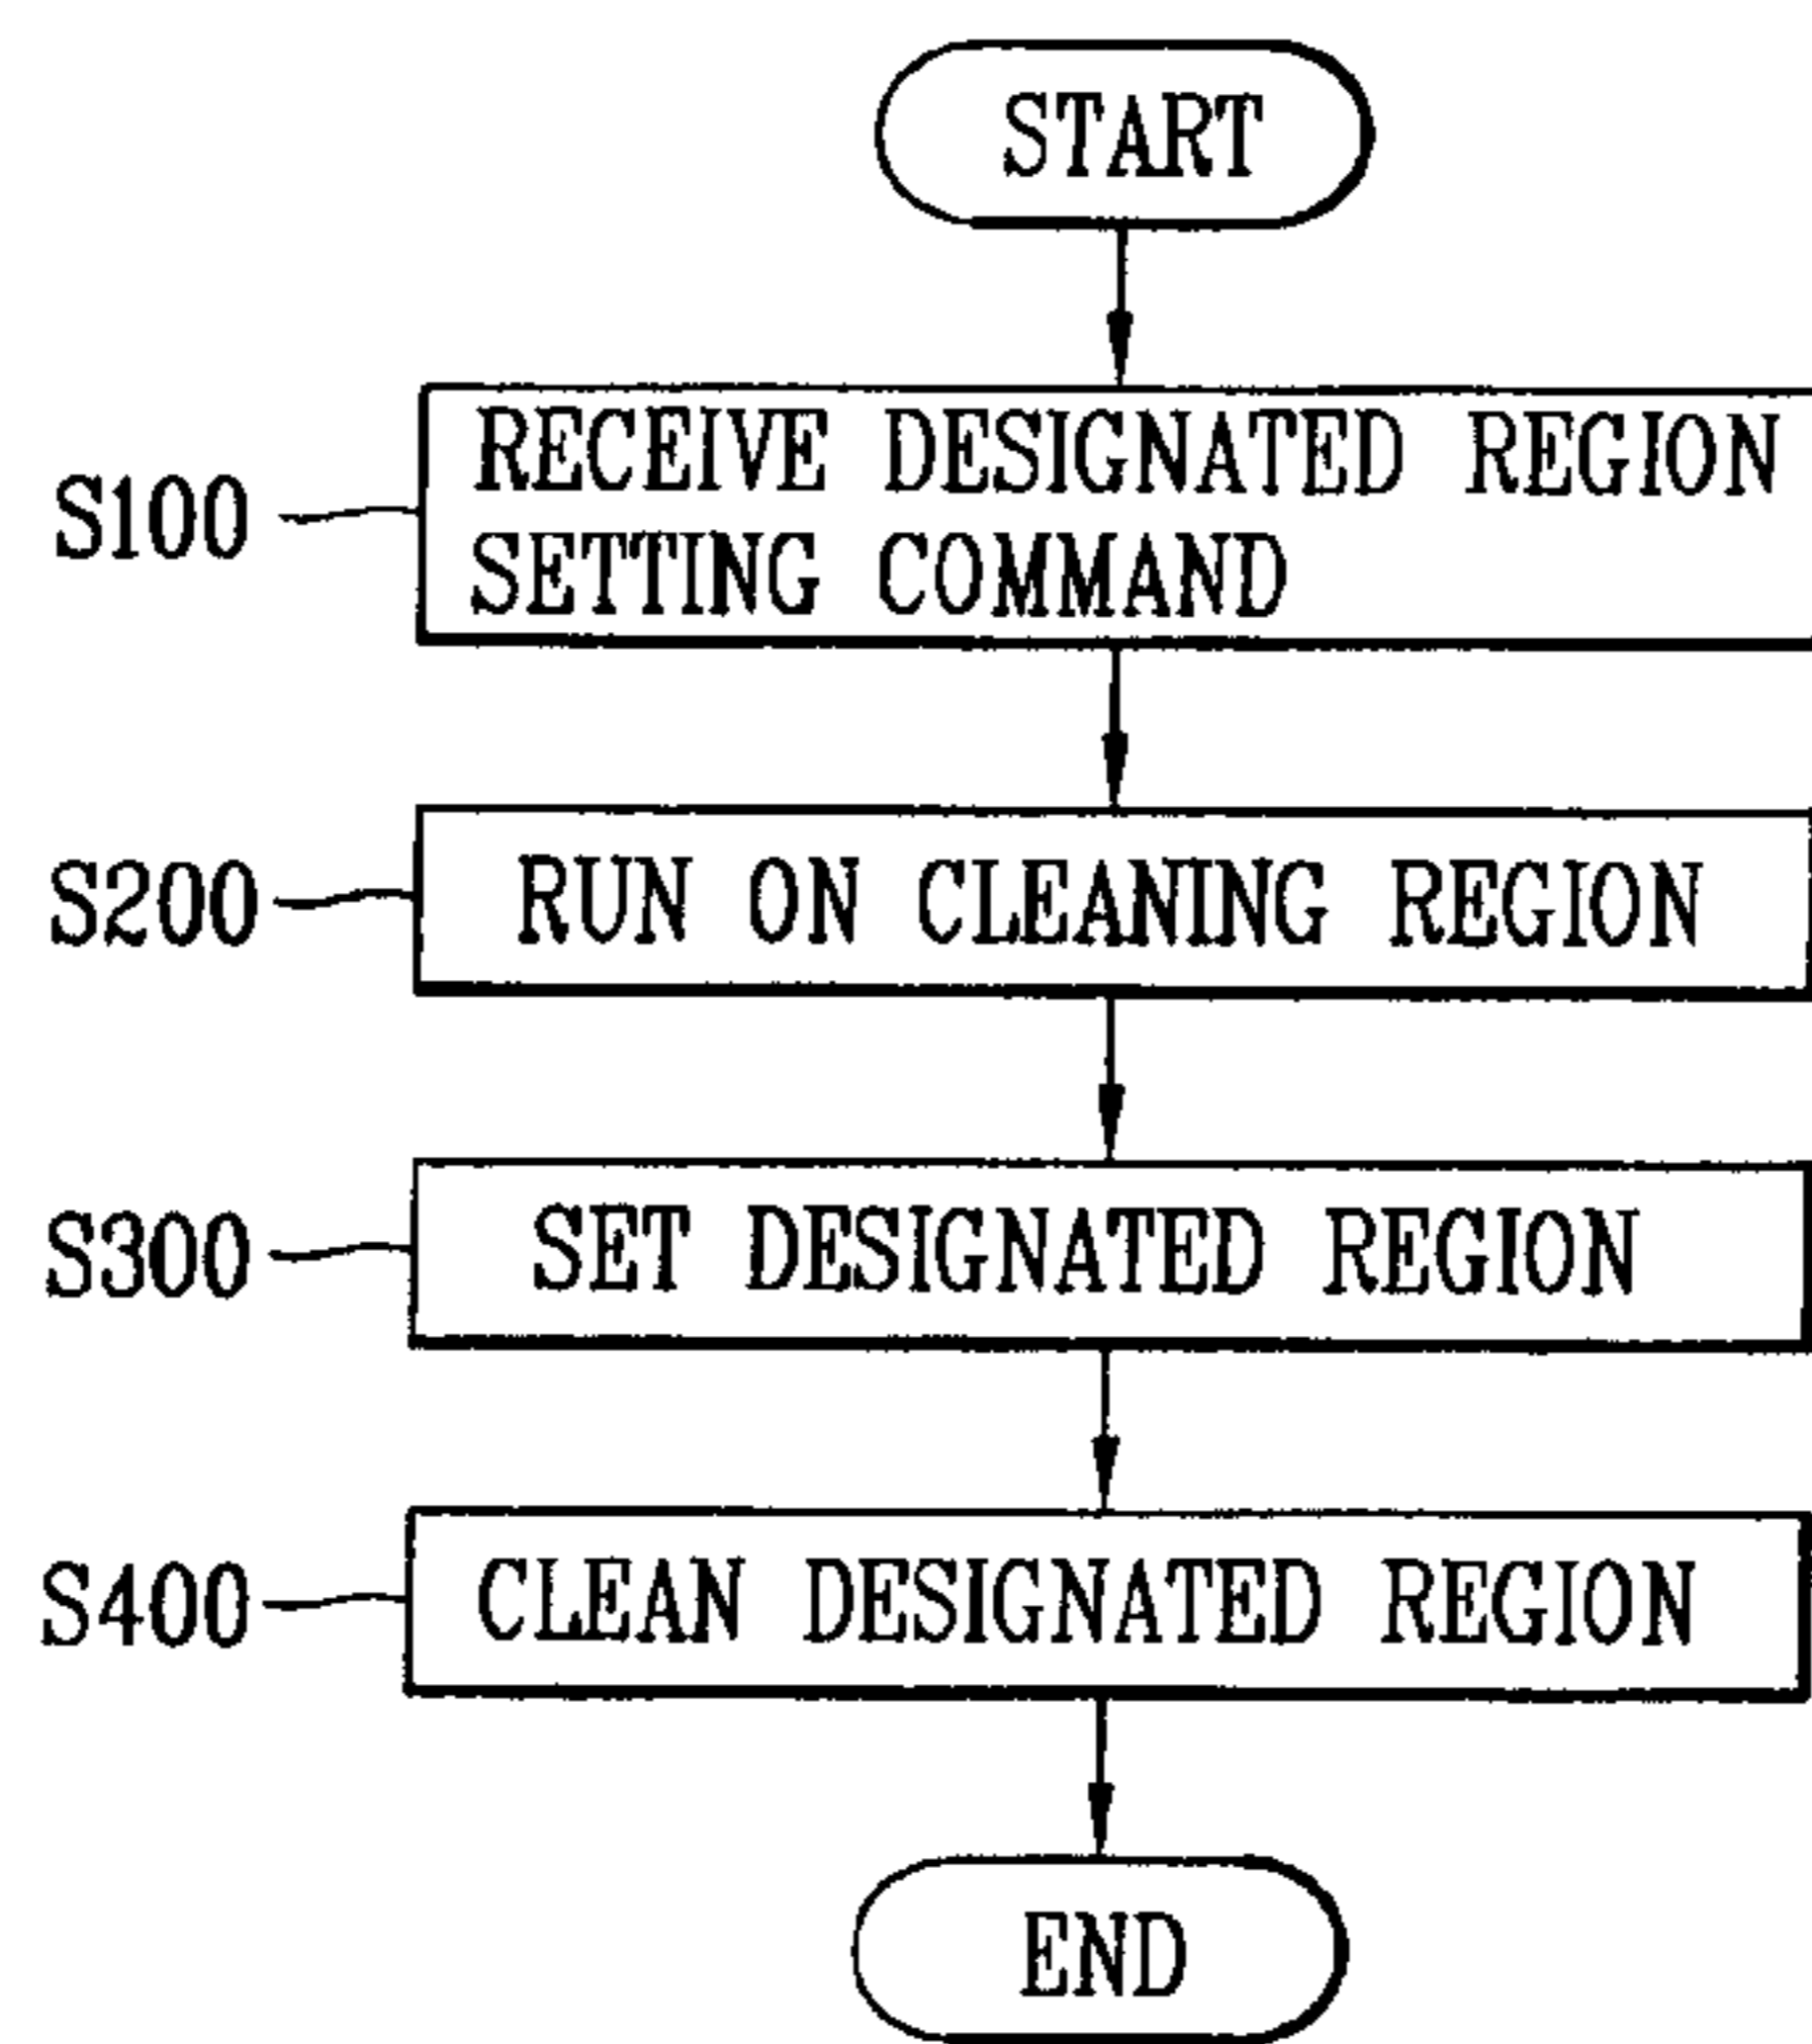 START
S100
RECEIVE DESIGNATED REGION
SETTING COMMAND
S200
RUN ON CLEANING REGION
S300
SET DESIGNATED REGION
S400
CLEAN DESIGNATED REGION
END